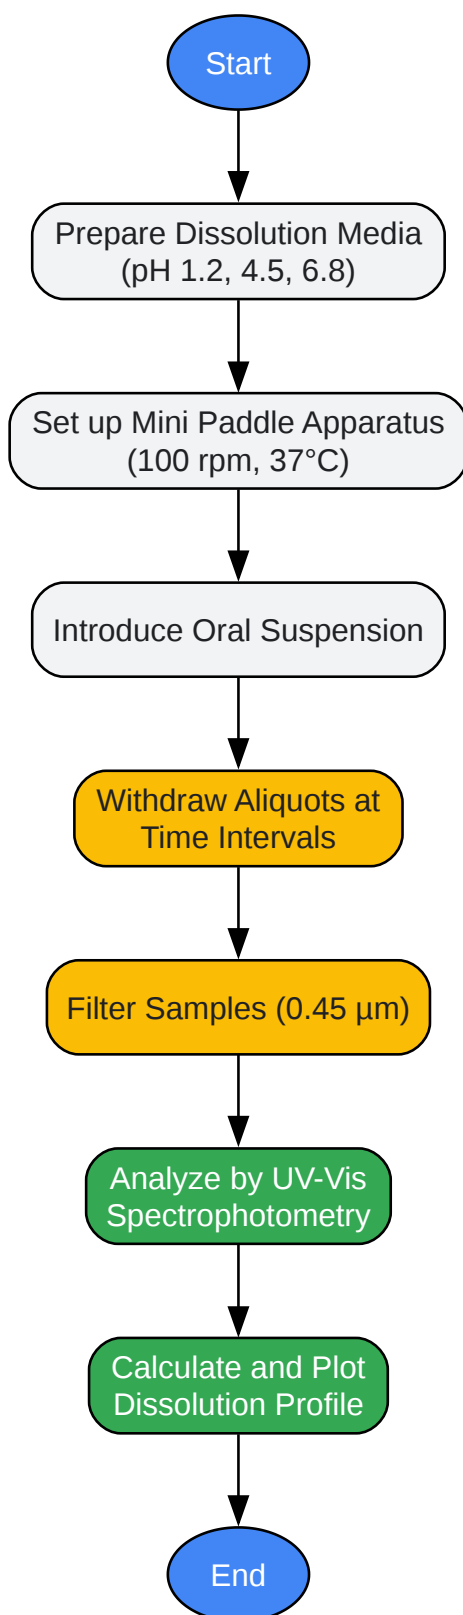 Start
Prepare Dissolution Media
(pH 1.2, 4.5, 6.8)
Set up Mini Paddle Apparatus
(100 rpm, 37°C)
Introduce Oral Suspension
Withdraw Aliquots at
Time Intervals
Filter Samples (0.45 µm)
Analyze by UV-Vis
Spectrophotometry
Calculate and Plot
Dissolution Profile
End